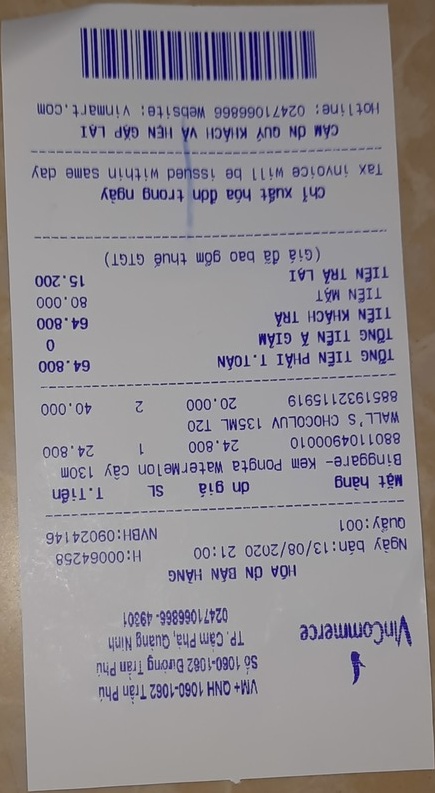 VinCommerce
VM+ QNH 1060-1062 Trần Phú
Số 1060-1062 Đường Trần Phú
TP. Cẩm Phả, Quảng Ninh
02471066866-49301
HÓA ĐN BÁN HÀNG
Ngày bán:13/08/2020 21:00 H:00064258
Quầy:001 NVBH:09024146
Mặt hàng ĐN giá SL T.Tiền
Binggare- Kem Pongta Watermelon cây 130m
8801104900010 24.800 1 24.800
WALL'S CHOCOLUV 135ML T20
8851932115919 20.000 2 40.000
TỔNG TIỀN PHẢI T.TOÁN 64.800
TỔNG TIỀN Ả GIẢM 0
TIỀN KHÁCH TRẢ 64.800
TIỀN MẶT 80.000
TIỀN TRẢ LẠI 15.200
(Giá đã bao gồm thuế GTGT)
Chỉ xuất hóa đơn trong ngày
Tax invoice will be issued within same day
CẢM ƠN QUÝ KHÁCH VÀ HẸN GẶP LẠI
Hotline: 02471066866 Website: vinmart.com